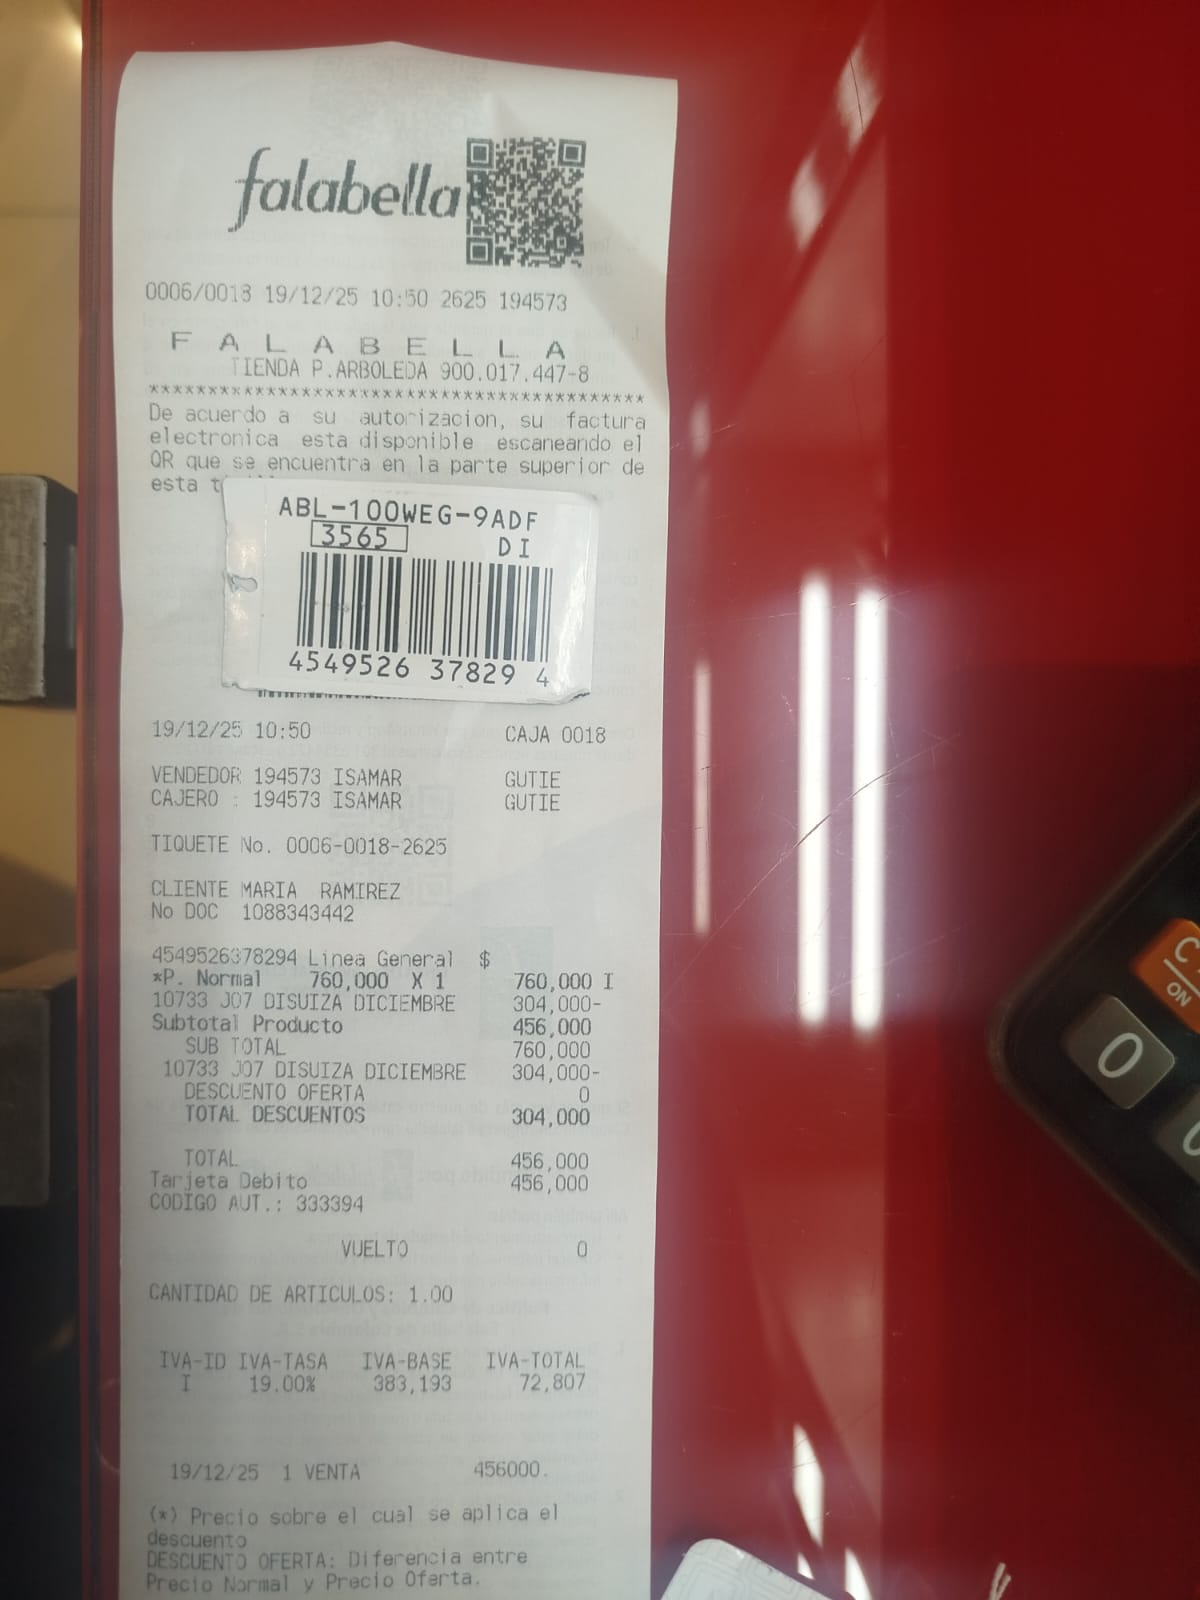 falabella
0006/0018 19/12/25 10:50 2625 194573
F A L A B E L L A
TIENDA P.ARBOLEDA 900.017.447-8
******************************************
De acuerdo a su autorizacion, su factura
electronica esta disponible escaneando el
QR que se encuentra en la parte superior de
esta
ABL-100WEG-9ADF
3565 DI
4549526 37829 4
19/12/25 10:50 CAJA 0018
VENDEDOR 194573 ISAMAR GUTIE
CAJERO : 194573 ISAMAR GUTIE
TIQUETE No. 0006-0018-2625
CLIENTE MARIA RAMIREZ
No DOC 1088343442
4549526378294 Linea General $
*P. Normal 760,000 X 1 760,000 I
10733 J07 DISUIZA DICIEMBRE 304,000-
Subtotal Producto 456,000
SUB TOTAL 760,000
10733 J07 DISUIZA DICIEMBRE 304,000-
DESCUENTO OFERTA 0
TOTAL DESCUENTOS 304,000
TOTAL 456,000
Tarjeta Debito 456,000
CODIGO AUT.: 333394
VUELTO 0
CANTIDAD DE ARTICULOS: 1.00
IVA-ID IVA-TASA IVA-BASE IVA-TOTAL
I 19.00% 383,193 72,807
19/12/25 1 VENTA 456000.
(*) Precio sobre el cual se aplica el
descuento
DESCUENTO OFERTA: Diferencia entre
Precio Normal y Precio Oferta.
C
ON
0